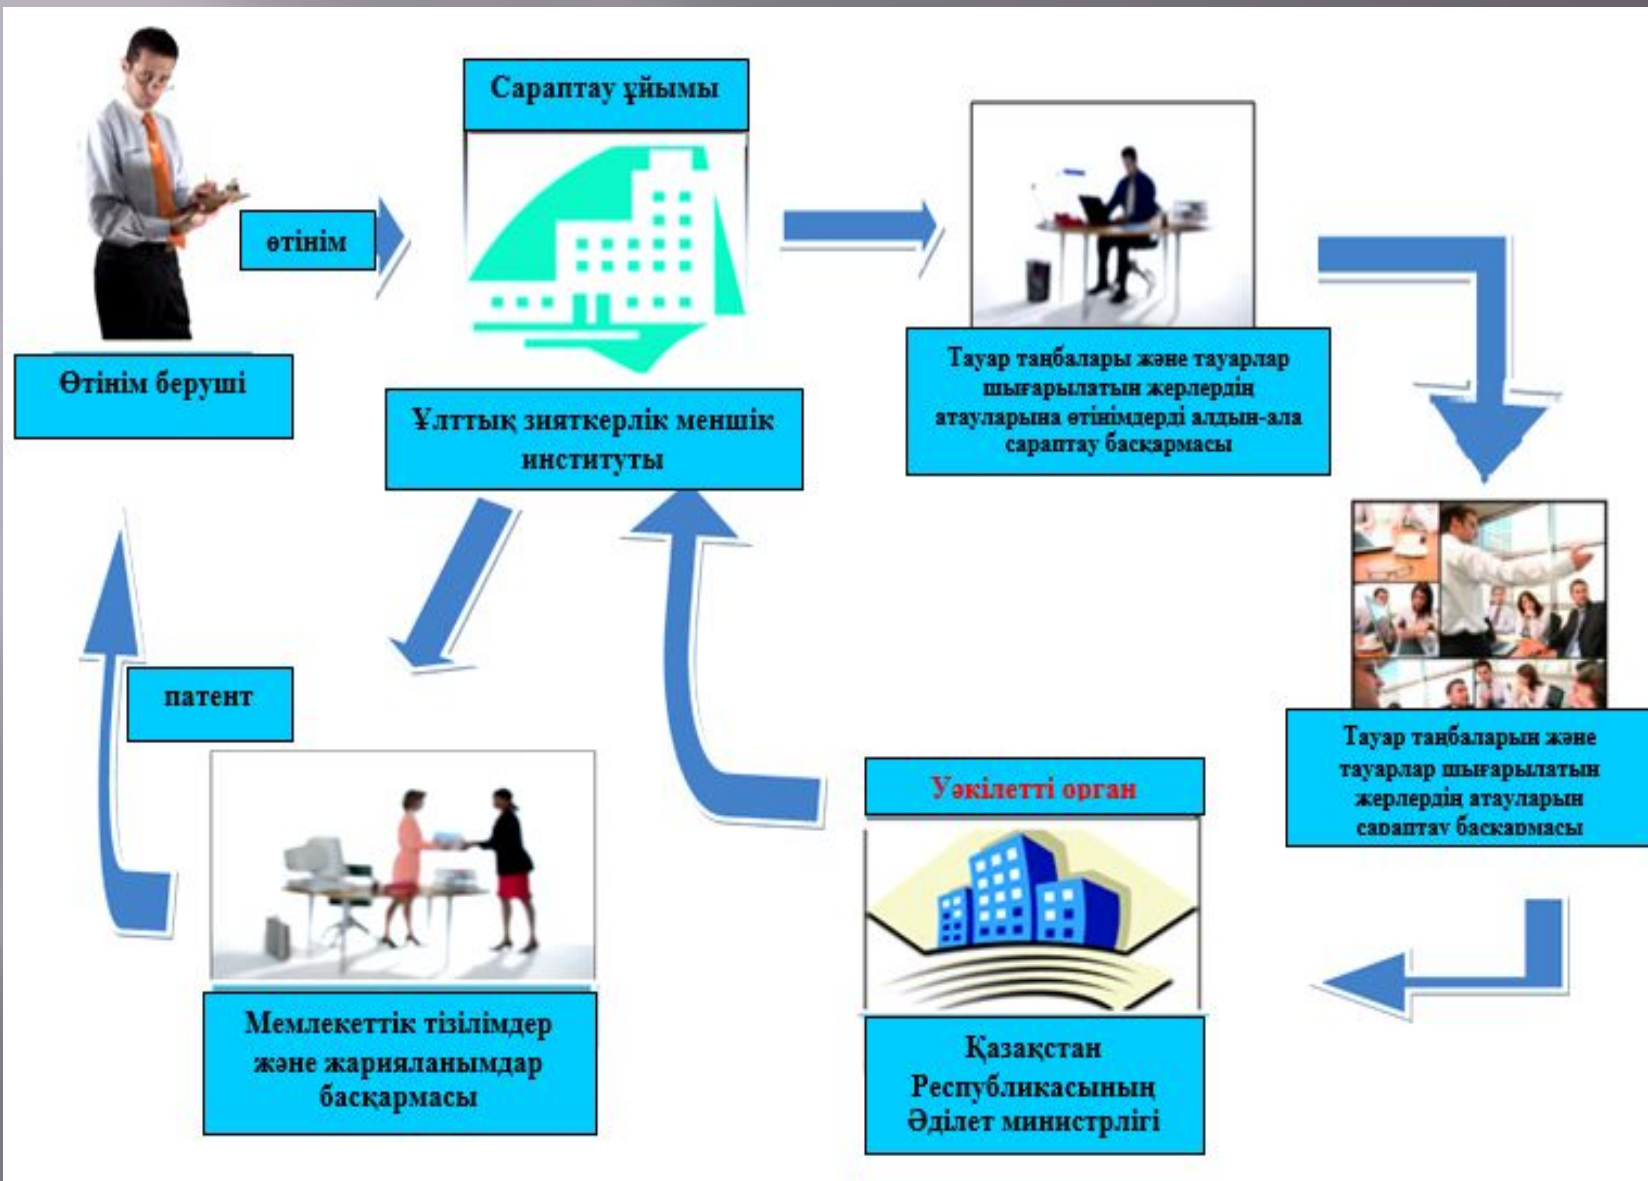 Сараптау ұйымы
өтінім
Өтінім беруші
Ұлттық зияткерлік меншік
институты
Тауар таңбалары және тауарлар
шығарылатын жерлердің
атауларына өтінімдерді алдын-ала
сараптау басқармасы
Тауар таңбаларын және
тауарлар шығарылатын
жерлердің атауларын
сараптау басқармасы
Уәкілетті орган
Қазақстан
Республикасының
Әділет министрлігі
патент
Мемлекеттік тізілімдер
және жарияланымдар
басқармасы